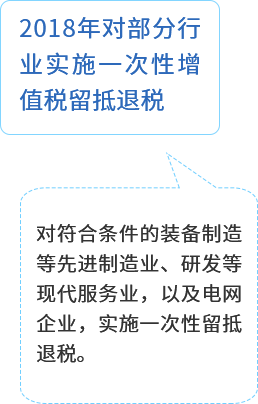 2018年对部分行
业实施一次性增
值税留抵退税
对符合条件的装备制造
等先进制造业、研发等
现代服务业，以及电网
企业，实施一次性留抵
退税。